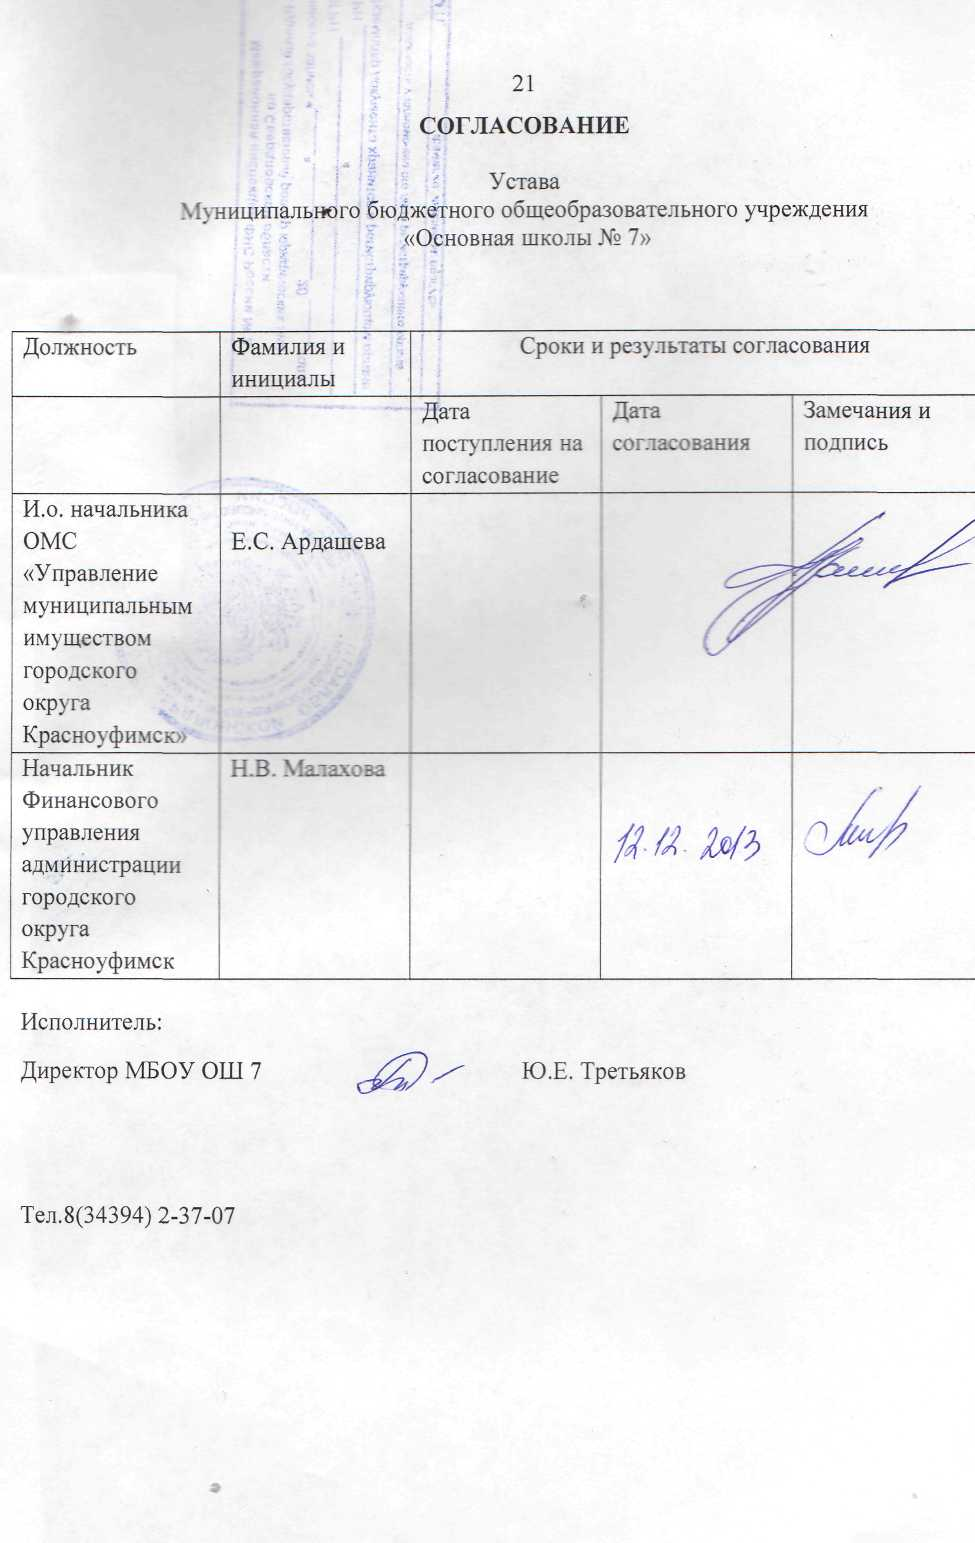 21
СОГЛАСОВАНИЕ
Устава
Муниципального бюджетного общеобразовательного учреждения
«Основная школы № 7»
Должность
Фамилия и
инициалы
Сроки и результаты согласования
Дата
поступления на
согласование
Дата
согласования
Замечания и
подпись
И.о. начальника
ОМС
«Управление
муниципальным
имуществом
городского
округа
Красноуфимск»
Е.С. Ардашева
Начальник
Финансового
управления
администрации
городского
округа
Красноуфимск
Н.В. Малахова
12.12. 2013
Исполнитель:
Директор МБОУ ОШ 7
Ю.Е. Третьяков
Тел.8(34394) 2-37-07